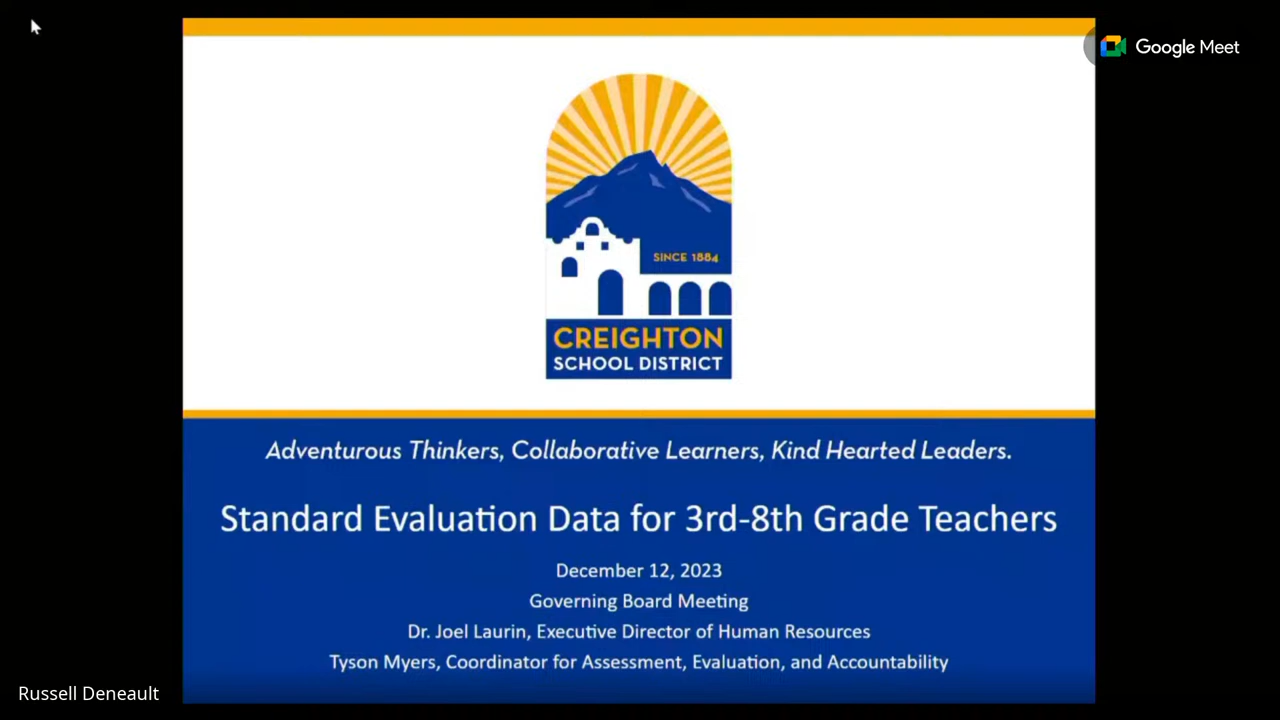 Google Meet
SINCE 1884
CREIGHTON
SCHOOL DISTRICT
Adventurous Thinkers, Collaborative Learners, Kind Hearted Leaders.
Standard Evaluation Data for 3rd-8th Grade Teachers
December 12, 2023
Governing Board Meeting
Dr. Joel Laurin, Executive Director of Human Resources
Tyson Myers, Coordinator for Assessment, Evaluation, and Accountability
Russell Deneault